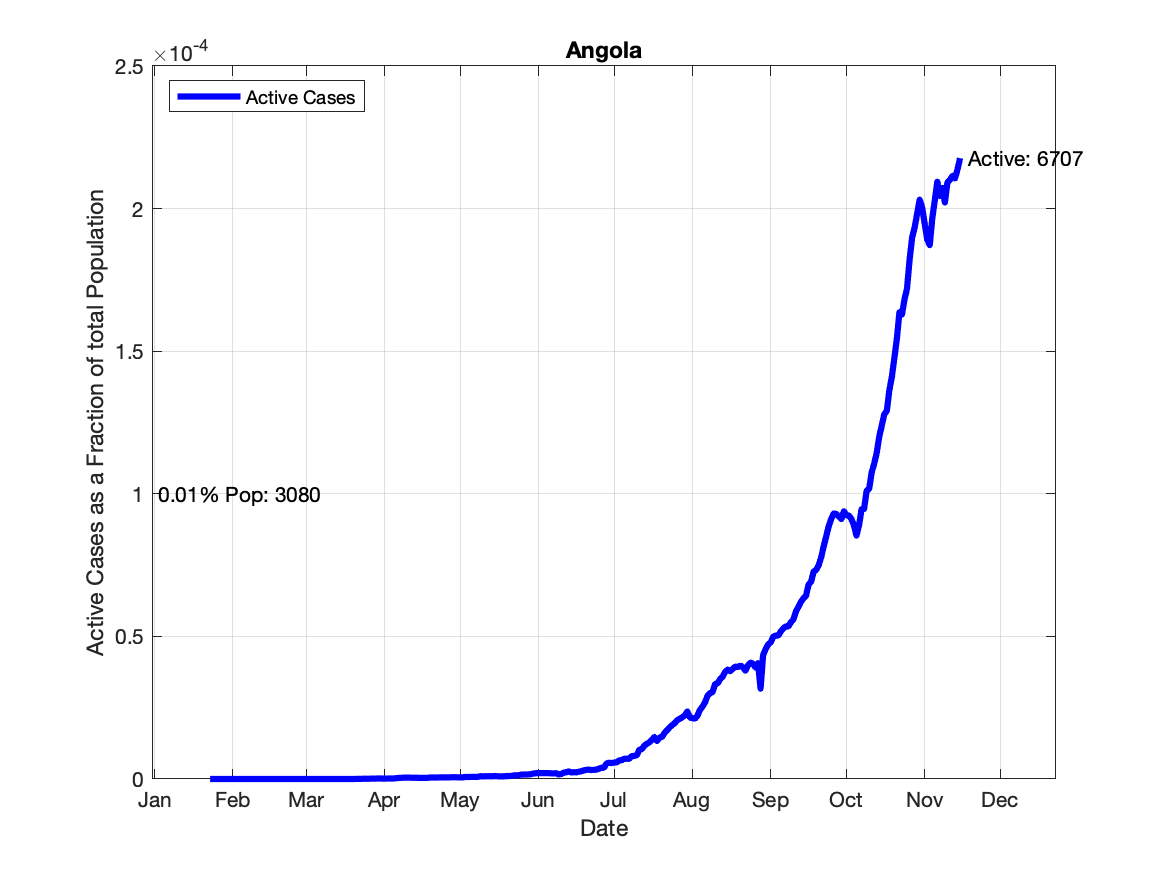 Angola
×10-4
2.5
2
1.5
1
0.5
0
Active Cases
Active: 6707
0.01% Pop: 3080
Active Cases as a Fraction of total Population
Jan Feb Mar Apr May Jun Jul Aug Sep Oct Nov Dec
Date